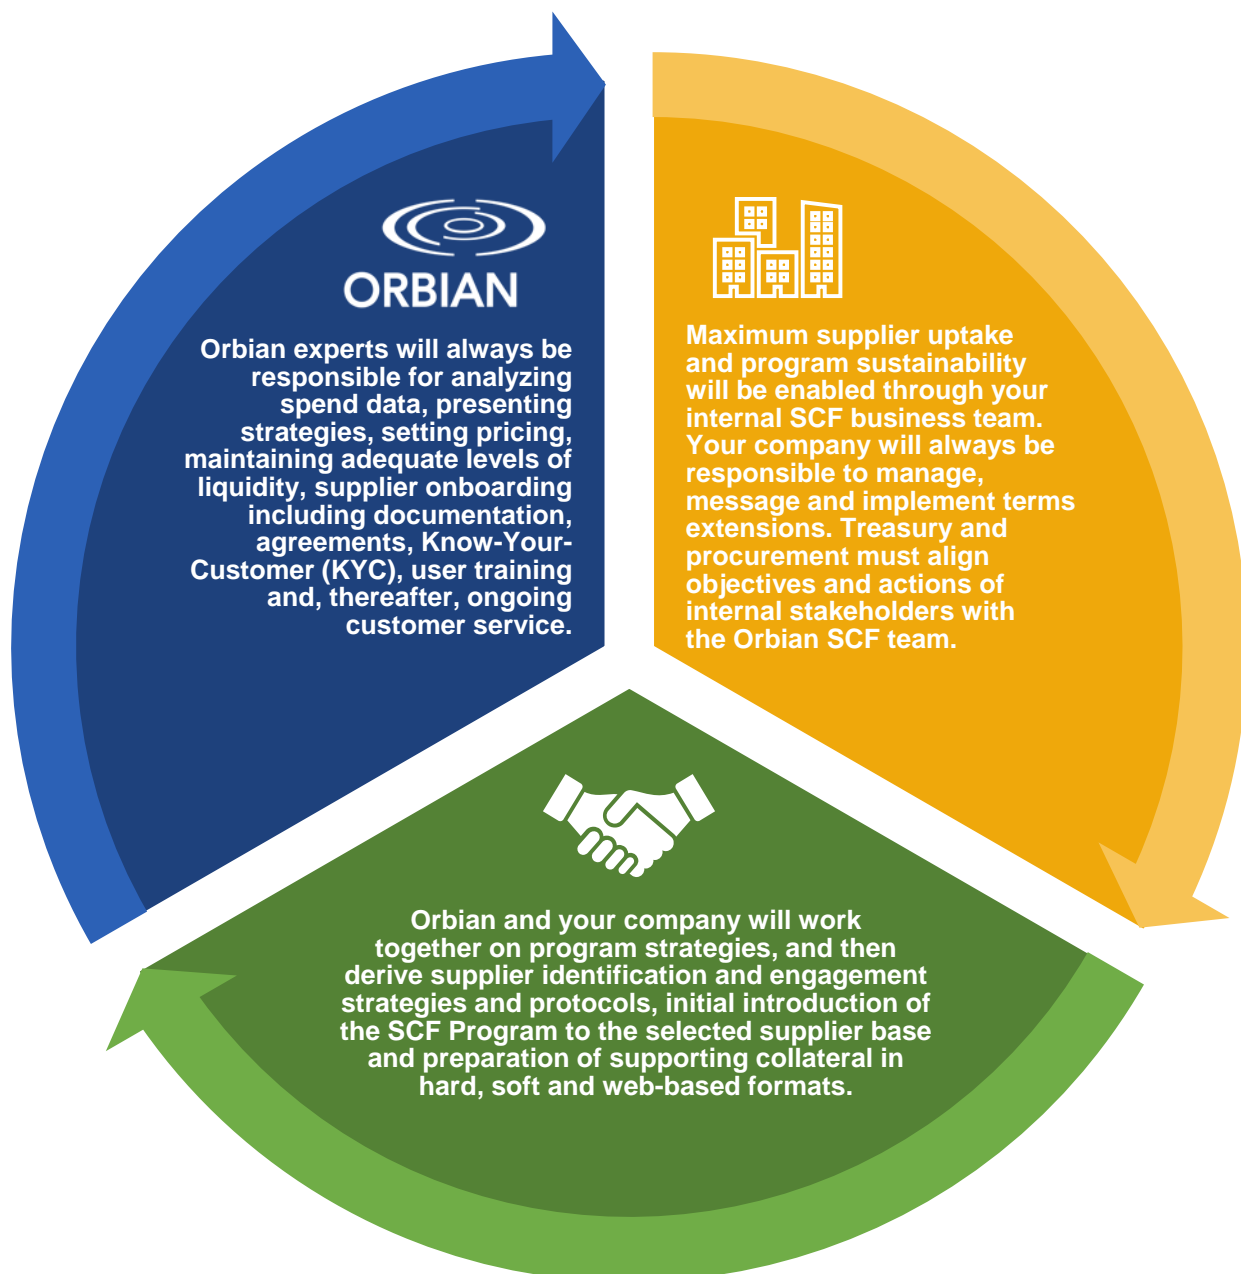 ORBIAN
Orbian experts will always be
responsible for analyzing
spend data, presenting
strategies, setting pricing,
maintaining adequate levels of
liquidity, supplier onboarding
including documentation,
agreements, Know-Your-
Customer (KYC), user training
and, thereafter, ongoing
customer service.
Maximum supplier uptake
and program sustainability
will be enabled through your
internal SCF business team.
Your company will always be
responsible to manage,
message and implement terms
extensions. Treasury and
procurement must align
objectives and actions of
internal stakeholders with
the Orbian SCF team.
Orbian and your company will work
together on program strategies, and then
derive supplier identification and engagement
strategies and protocols, initial introduction of
the SCF Program to the selected supplier base
and preparation of supporting collateral in
hard, soft and web-based formats.